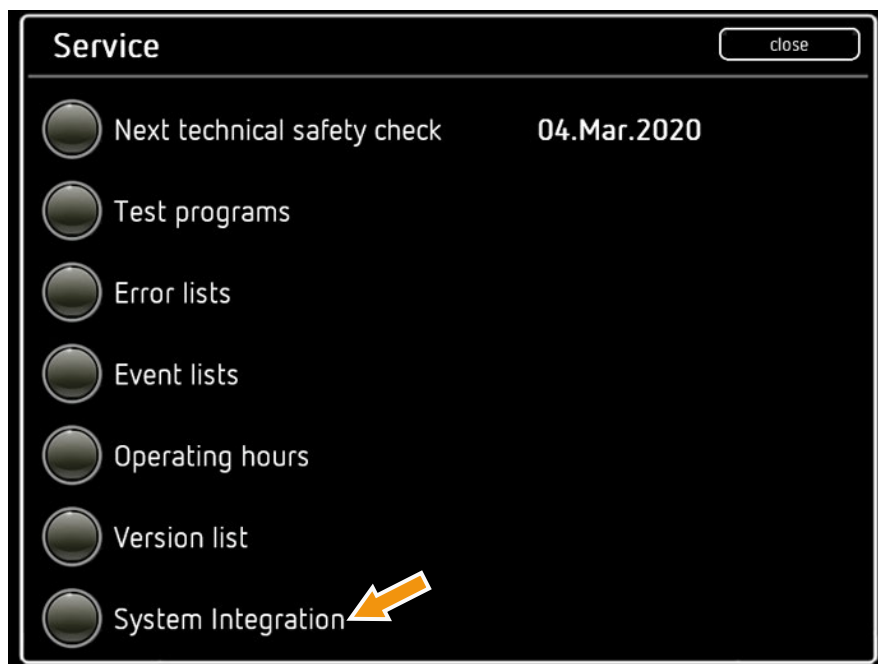 Service
close
Next technical safety check 04.Mar.2020
Test programs
Error lists
Event lists
Operating hours
Version list
System Integration